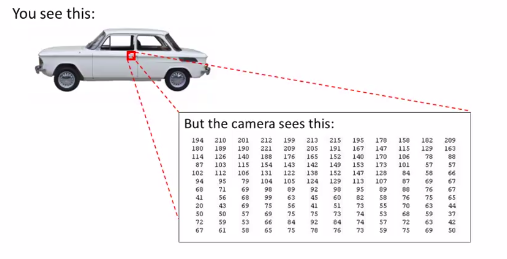 You see this:
But the camera sees this:
194 210 201 212 199 213 215 195 178 158 182 209
180 189 190 221 209 205 191 167 147 115 129 163
114 126 140 188 176 165 152 140 170 106 78 88
87 103 115 154 143 142 149 153 173 101 57 57
102 112 106 131 122 138 152 147 128 84 58 66
94 95 79 104 105 124 129 113 107 87 69 67
68 71 69 98 89 92 98 95 89 88 76 67
41 56 68 99 63 45 60 82 58 76 75 65
20 43 69 75 56 41 51 73 55 70 63 44
50 50 57 69 75 75 73 74 53 68 59 37
72 59 53 66 84 92 84 74 57 72 63 42
67 61 58 65 75 78 76 73 59 75 69 50